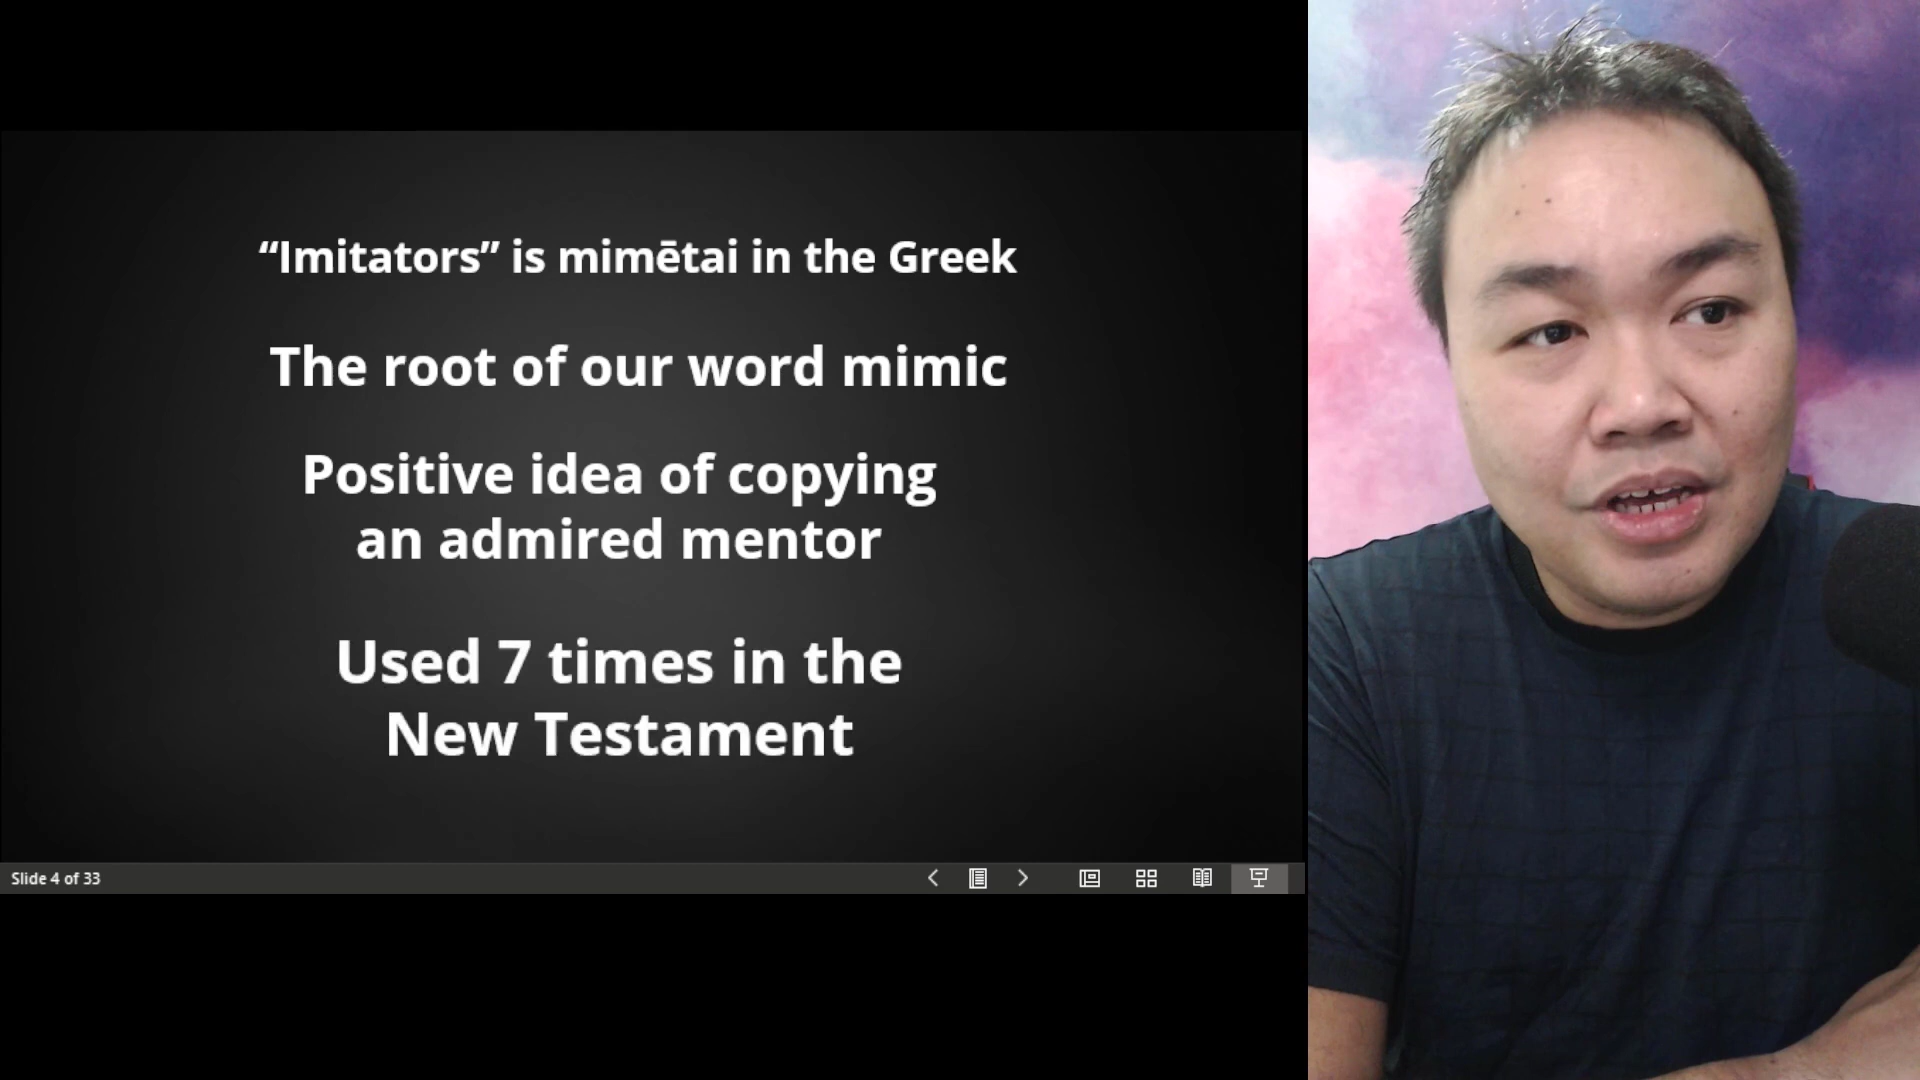 “Imitators” is mimētai in the Greek
The root of our word mimic
Positive idea of copying
an admired mentor
Used 7 times in the
New Testament
Slide 4 of 33